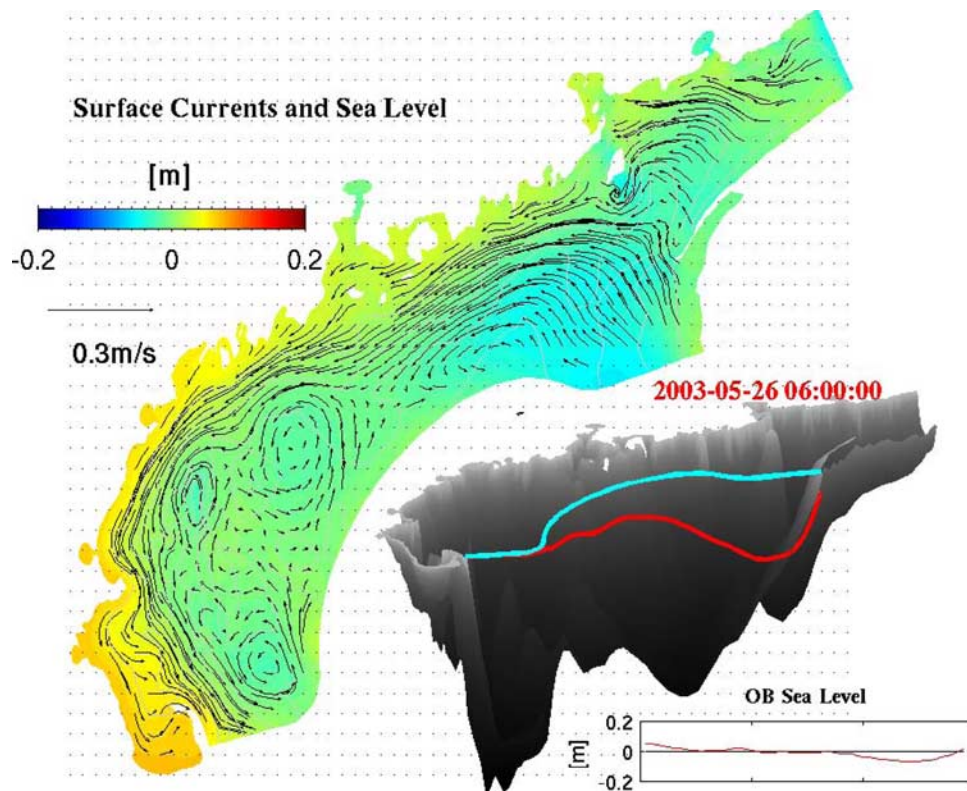 Surface Currents and Sea Level
[m]
-0.2 0 0.2
0.3m/s
2003-05-26 06:00:00
OB Sea Level
0.2
0
-0.2
[m]